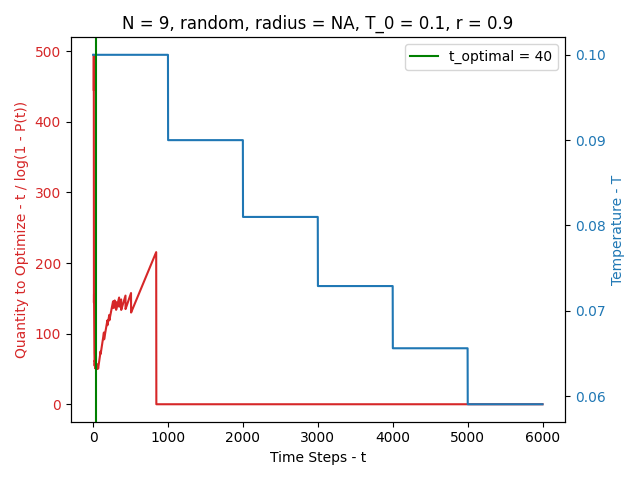 N = 9, random, radius = NA, T_0 = 0.1, r = 0.9
t_optimal = 40
Quantity to Optimize - t / log(1 - P(t))
500
400
300
200
100
0
0.10
0.09
0.08
0.07
0.06
Temperature - T
0 1000 2000 3000 4000 5000 6000
Time Steps - t